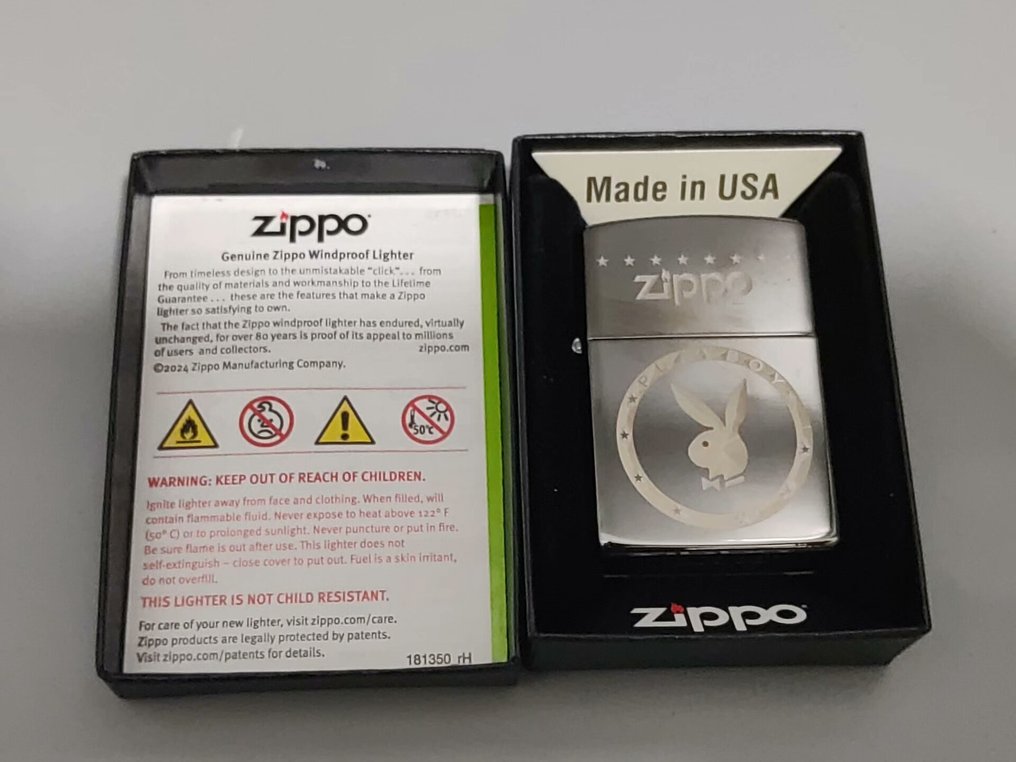 zippo
Genuine Zippo Windproof Lighter
From timeless design to the unmistakable "click"... from
the quality of materials and workmanship to the Lifetime
Guarantee ... these are the features that make a Zippo
lighter so satisfying to own.
The fact that the Zippo windproof lighter has endured, virtually
unchanged, for over 80 years is proof of its appeal to millions
of users and collectors. zippo.com
©2024 Zippo Manufacturing Company.
50°C
WARNING: KEEP OUT OF REACH OF CHILDREN.
Ignite lighter away from face and clothing. When filled, will
contain flammable fluid. Never expose to heat above 122° F
(50° C) or to prolonged sunlight. Never puncture or put in fire.
Be sure flame is out after use. This lighter does not
self-extinguish – close cover to put out. Fuel is a skin irritant,
do not overfill.
THIS LIGHTER IS NOT CHILD RESISTANT.
For care of your new lighter, visit zippo.com/care.
Zippo products are legally protected by patents.
Visit zippo.com/patents for details.
181350 rH
Made in USA
zippo
PLAYBOY
zippo